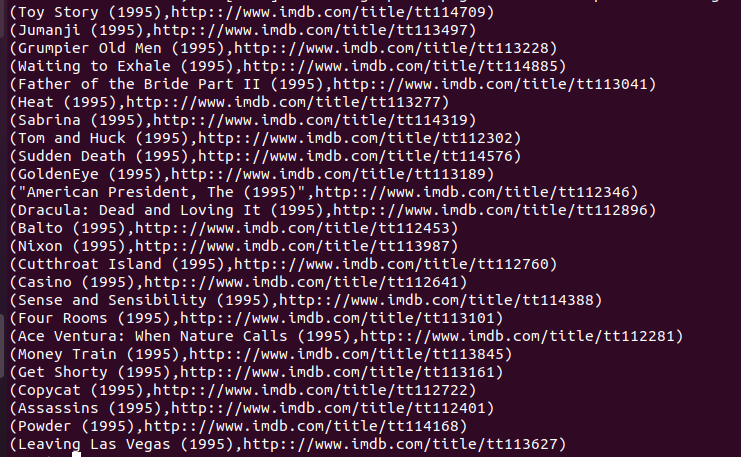 (Toy Story (1995),http:://www.imdb.com/title/tt114709)
(Jumanji (1995),http:://www.imdb.com/title/tt113497)
(Grumpier Old Men (1995),http:://www.imdb.com/title/tt113228)
(Waiting to Exhale (1995),http:://www.imdb.com/title/tt114885)
(Father of the Bride Part II (1995),http:://www.imdb.com/title/tt113041)
(Heat (1995),http:://www.imdb.com/title/tt113277)
(Sabrina (1995),http:://www.imdb.com/title/tt114319)
(Tom and Huck (1995),http:://www.imdb.com/title/tt112302)
(Sudden Death (1995),http:://www.imdb.com/title/tt114576)
(GoldenEye (1995),http:://www.imdb.com/title/tt113189)
("American President, The (1995)",http:://www.imdb.com/title/tt112346)
(Dracula: Dead and Loving It (1995),http:://www.imdb.com/title/tt112896)
(Balto (1995),http:://www.imdb.com/title/tt112453)
(Nixon (1995),http:://www.imdb.com/title/tt113987)
(Cutthroat Island (1995),http:://www.imdb.com/title/tt112760)
(Casino (1995),http:://www.imdb.com/title/tt112641)
(Sense and Sensibility (1995),http:://www.imdb.com/title/tt114388)
(Four Rooms (1995),http:://www.imdb.com/title/tt113101)
(Ace Ventura: When Nature Calls (1995),http:://www.imdb.com/title/tt112281)
(Money Train (1995),http:://www.imdb.com/title/tt113845)
(Get Shorty (1995),http:://www.imdb.com/title/tt113161)
(Copycat (1995),http:://www.imdb.com/title/tt112722)
(Assassins (1995),http:://www.imdb.com/title/tt112401)
(Powder (1995),http:://www.imdb.com/title/tt114168)
(Leaving Las Vegas (1995),http:://www.imdb.com/title/tt113627)